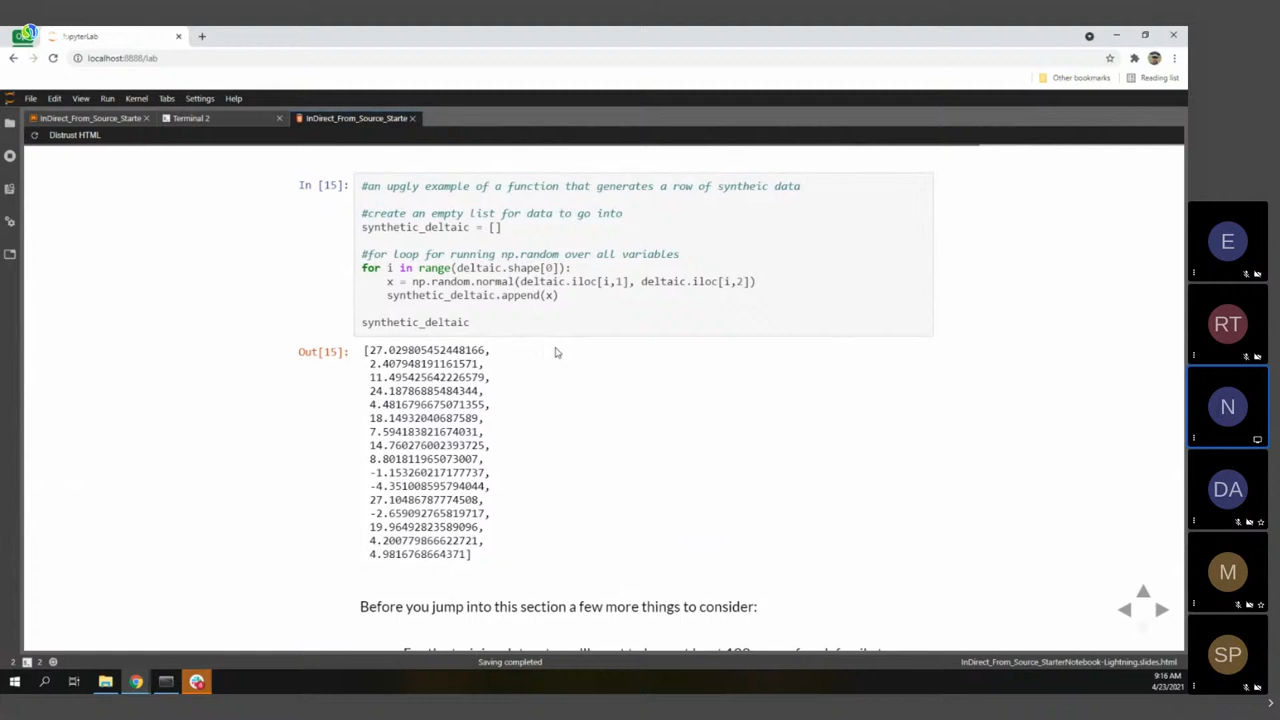 JupyterLab
localhost:8888/lab
Other bookmarks
Reading list
File Edit View Run Kernel Tabs Settings Help
InDirect_From_Source_Starte
Terminal 2
InDirect_From_Source_Starte
Distrust HTML
In [15]:
#an upgly example of a function that generates a row of syntheic data
#create an empty list for data to go into
synthetic_deltaic = []
#for loop for running np.random over all variables
for i in range(deltaic.shape[0]):
x = np.random.normal(deltaic.iloc[i,1], deltaic.iloc[i,2])
synthetic_deltaic.append(x)
synthetic_deltaic
Out[15]:
[27.029805452448166,
2.407948191161571,
11.495425642226579,
24.18786885484344,
4.4816796675071355,
18.14932040687589,
7.594183821674031,
14.760276002393725,
8.801811965073007,
-1.153260217177737,
-4.351008595794044,
27.10486787774508,
-2.659092765819717,
19.96492823589096,
4.200779866622721,
4.9816768664371]
Before you jump into this section a few more things to consider:
2
2
Saving completed
InDirect_From_Source_StarterNotebook-Lightning.slides.html
9:16 AM
4/23/2021
E
RT
N
DA
M
SP